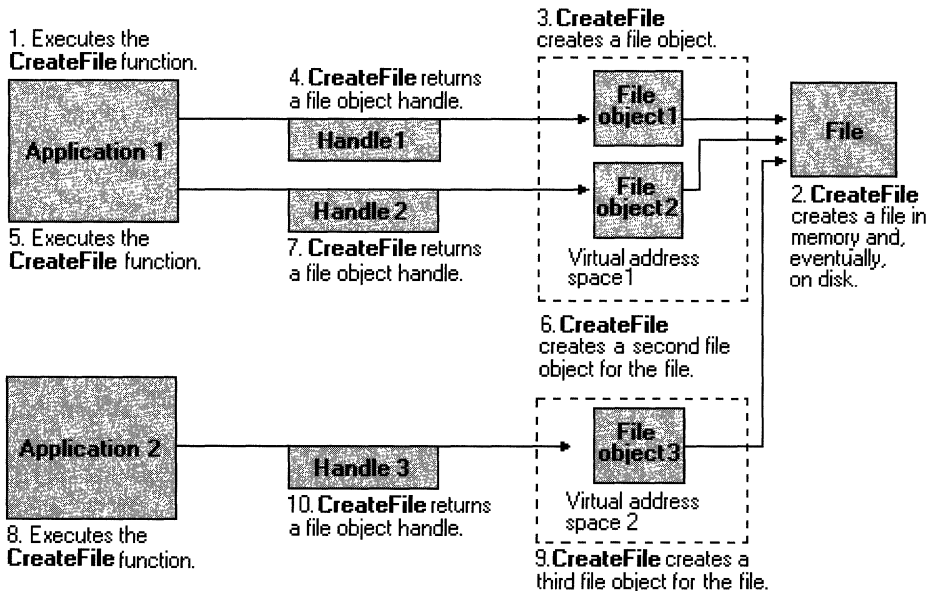 1. Executes the
CreateFile function.
Application 1
5. Executes the
CreateFile function.
4. CreateFile returns
a file object handle.
Handle1
Handle 2
7. CreateFile returns
a file object handle.
3. CreateFile
creates a file object.
File
object1
File
object2
Virtual address
space1
6. CreateFile
creates a second file
object for the file.
File
2. CreateFile
creates a file in
memory and,
eventually,
on disk.
Application 2
8. Executes the
CreateFile function.
Handle 3
10. CreateFile returns
a file object handle.
File
object3
Virtual address
space 2
9. CreateFile creates a
third file object for the file.